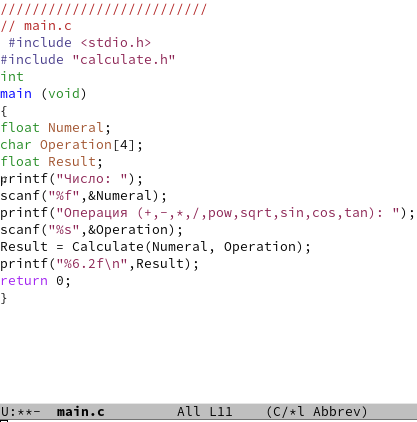 //////////////////////////
// main.c
 #include <stdio.h>
#include "calculate.h"
int
main (void)
{
float Numeral;
char Operation[4];
float Result;
printf("Число: ");
scanf("%f",&Numeral);
printf("Операция (+,-,*,/,pow,sqrt,sin,cos,tan): ");
scanf("%s",&Operation);
Result = Calculate(Numeral, Operation);
printf("%6.2f\n",Result);
return 0;
}
U:**-  main.c         All L11    (C/*l Abbrev)